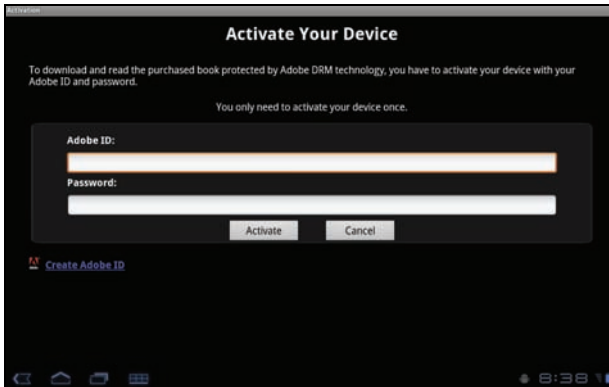 Activation
Activate Your Device
To download and read the purchased book protected by Adobe DRM technology, you have to activate your device with your
Adobe ID and password.
You only need to activate your device once.
Adobe ID:
Password:
Activate Cancel
Create Adobe ID
8:38